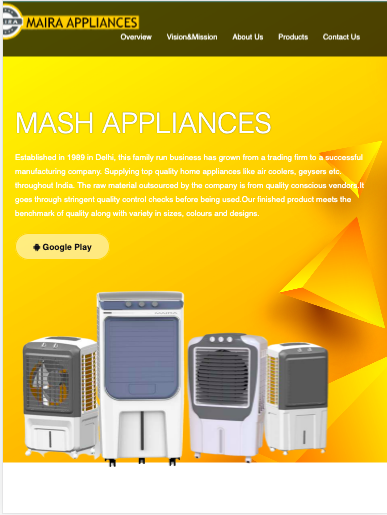 MAIRA APPLIANCES
Overview Vision&Mission About Us Products Contact Us
MASH APPLIANCES
Established in 1989 in Delhi, this family run business has grown from a trading firm to a successful
manufacturing company. Supplying top quality home appliances like air coolers, geysers etc.
throughout India. The raw material outsourced by the company is from quality conscious vendors.It
goes through stringent quality control checks before being used.Our finished product meets the
benchmark of quality along with variety in sizes, colours and designs.
Google Play